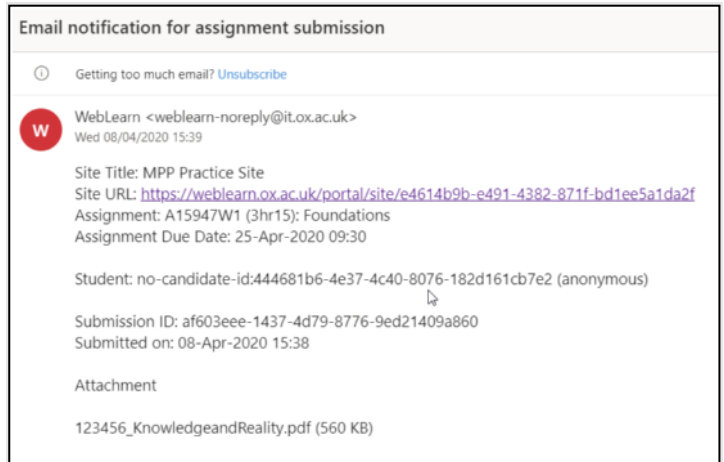 Email notification for assignment submission
Getting too much email? Unsubscribe
W
WebLearn <weblearn-noreply@it.ox.ac.uk>
Wed 08/04/2020 15:39
Site Title: MPP Practice Site
Site URL: https://weblearn.ox.ac.uk/portal/site/e4614b9b-e491-4382-871f-bd1ee5a1da2f
Assignment: A15947W1 (3hr15): Foundations
Assignment Due Date: 25-Apr-2020 09:30
Student: no-candidate-id:444681b6-4e37-4c40-8076-182d161cb7e2 (anonymous)
Submission ID: af603eee-1437-4d79-8776-9ed21409a860
Submitted on: 08-Apr-2020 15:38
Attachment
123456_KnowledgeandReality.pdf (560 KB)